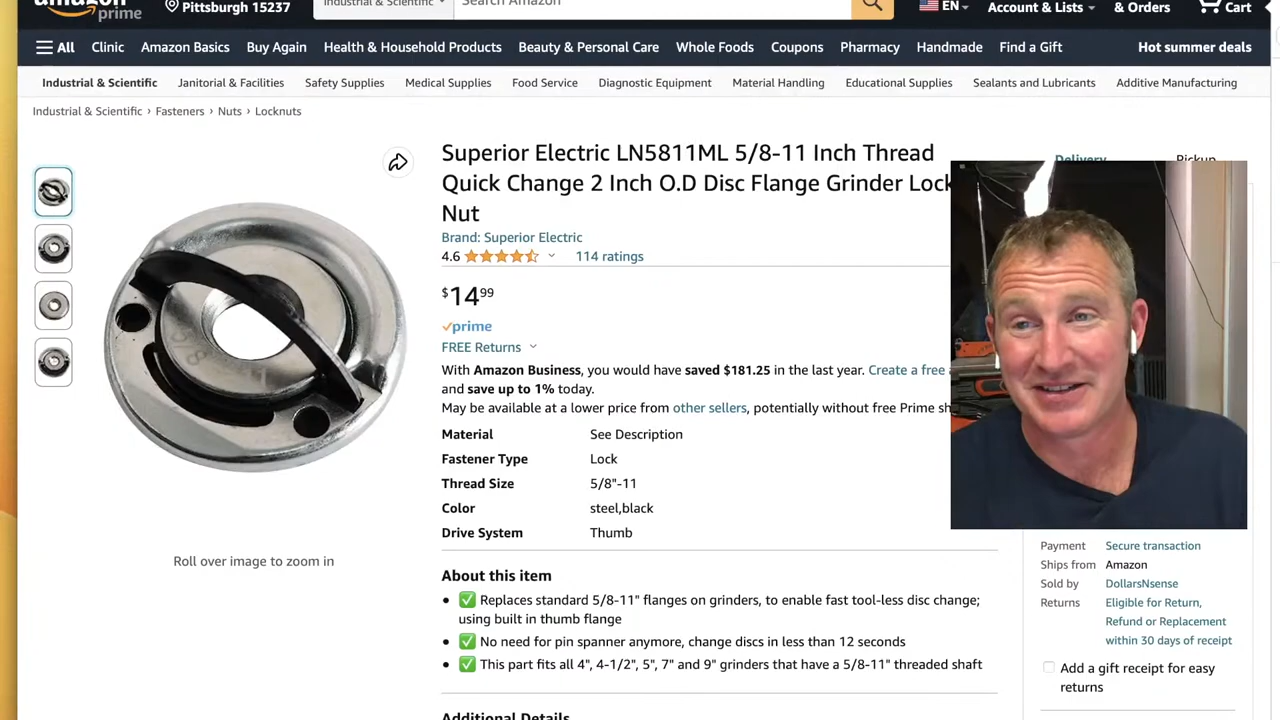 amazon
prime
Pittsburgh 15237
Industrial & Scientific
Search Amazon
EN
Account & Lists
& Orders
Cart
All
Clinic
Amazon Basics
Buy Again
Health & Household Products
Beauty & Personal Care
Whole Foods
Coupons
Pharmacy
Handmade
Find a Gift
Hot summer deals
Industrial & Scientific
Janitorial & Facilities
Safety Supplies
Medical Supplies
Food Service
Diagnostic Equipment
Material Handling
Educational Supplies
Sealants and Lubricants
Additive Manufacturing
Industrial & Scientific › Fasteners › Nuts › Locknuts
Superior Electric LN5811ML 5/8-11 Inch Thread
Quick Change 2 Inch O.D Disc Flange Grinder Lock
Nut
Brand: Superior Electric
4.6
114 ratings
$14 99
prime
FREE Returns
With Amazon Business, you would have saved $181.25 in the last year. Create a free
and save up to 1% today.
May be available at a lower price from other sellers, potentially without free Prime
Material See Description
Fastener Type Lock
Thread Size 5/8"-11
Color steel,black
Drive System Thumb
About this item
Replaces standard 5/8-11" flanges on grinders, to enable fast tool-less disc change;
using built in thumb flange
No need for pin spanner anymore, change discs in less than 12 seconds
This part fits all 4", 4-1/2", 5", 7" and 9" grinders that have a 5/8-11" threaded shaft
Additional Details
Roll over image to zoom in
Delivery
Pickup
Payment Secure transaction
Ships from Amazon
Sold by DollarsNsense
Returns Eligible for Return,
Refund or Replacement
within 30 days of receipt
Add a gift receipt for easy
returns